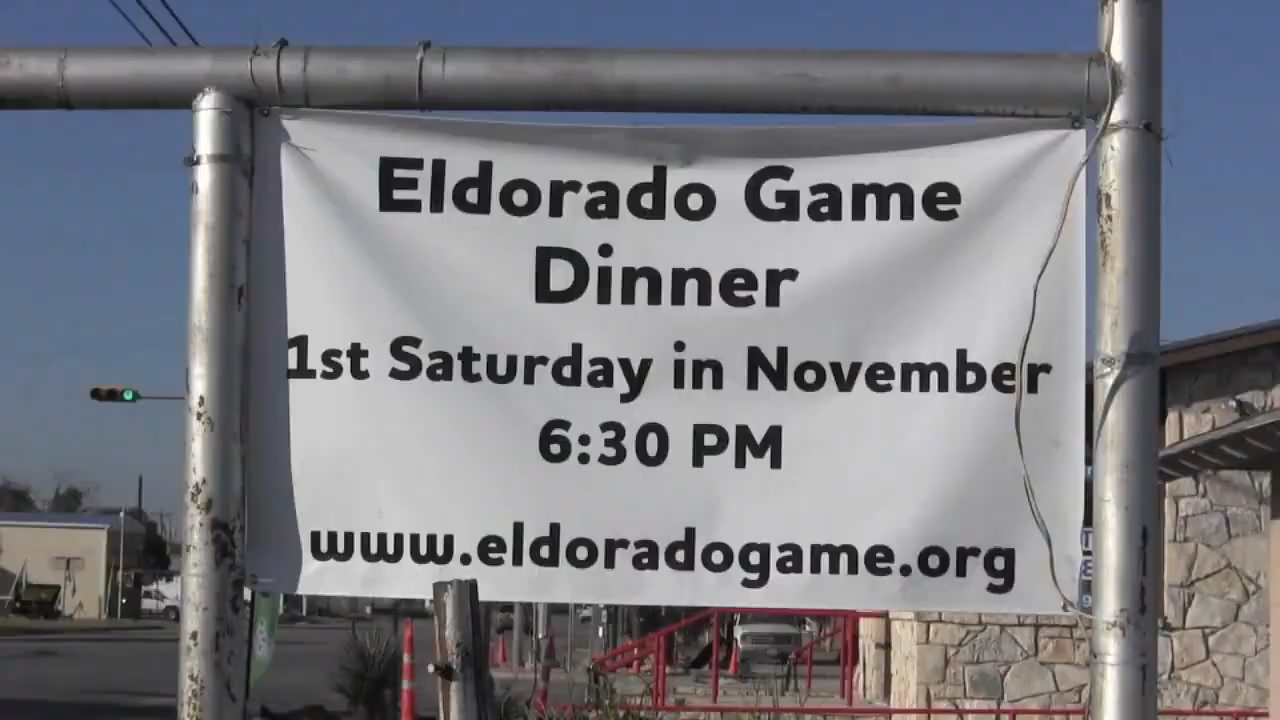 Eldorado Game
Dinner
1st Saturday in November
6:30 PM
www.eldoradogame.org